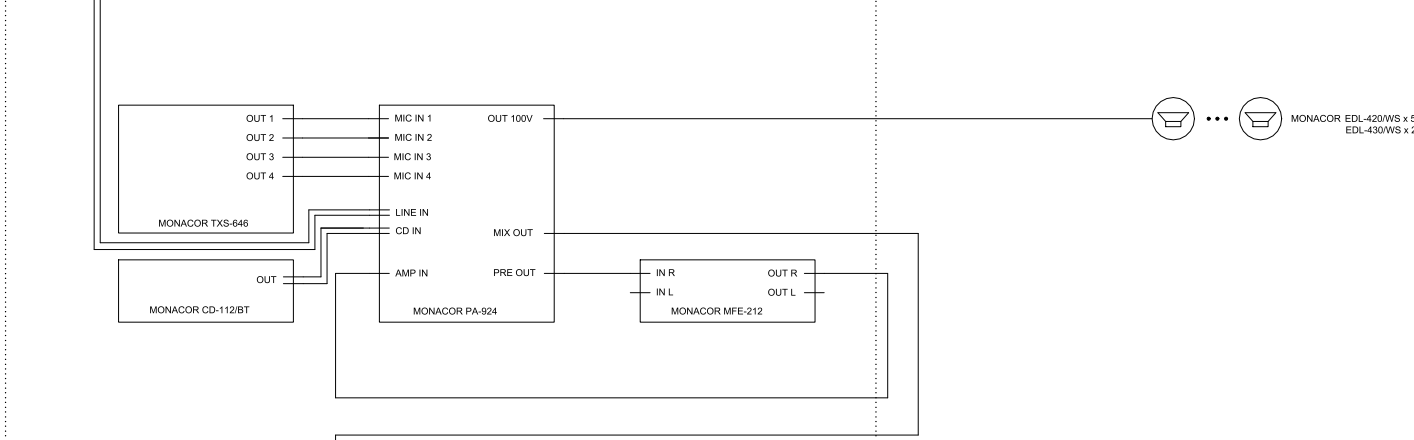 OUT 1
OUT 2
OUT 3
OUT 4
MONACOR TXS-646
OUT
MONACOR CD-112/BT
MIC IN 1
MIC IN 2
MIC IN 3
MIC IN 4
LINE IN
CD IN
AMP IN
OUT 100V
MIX OUT
PRE OUT
MONACOR PA-924
IN R
IN L
OUT R
OUT L
MONACOR MFE-212
MONACOR EDL-420/WS x
EDL-430/WS x